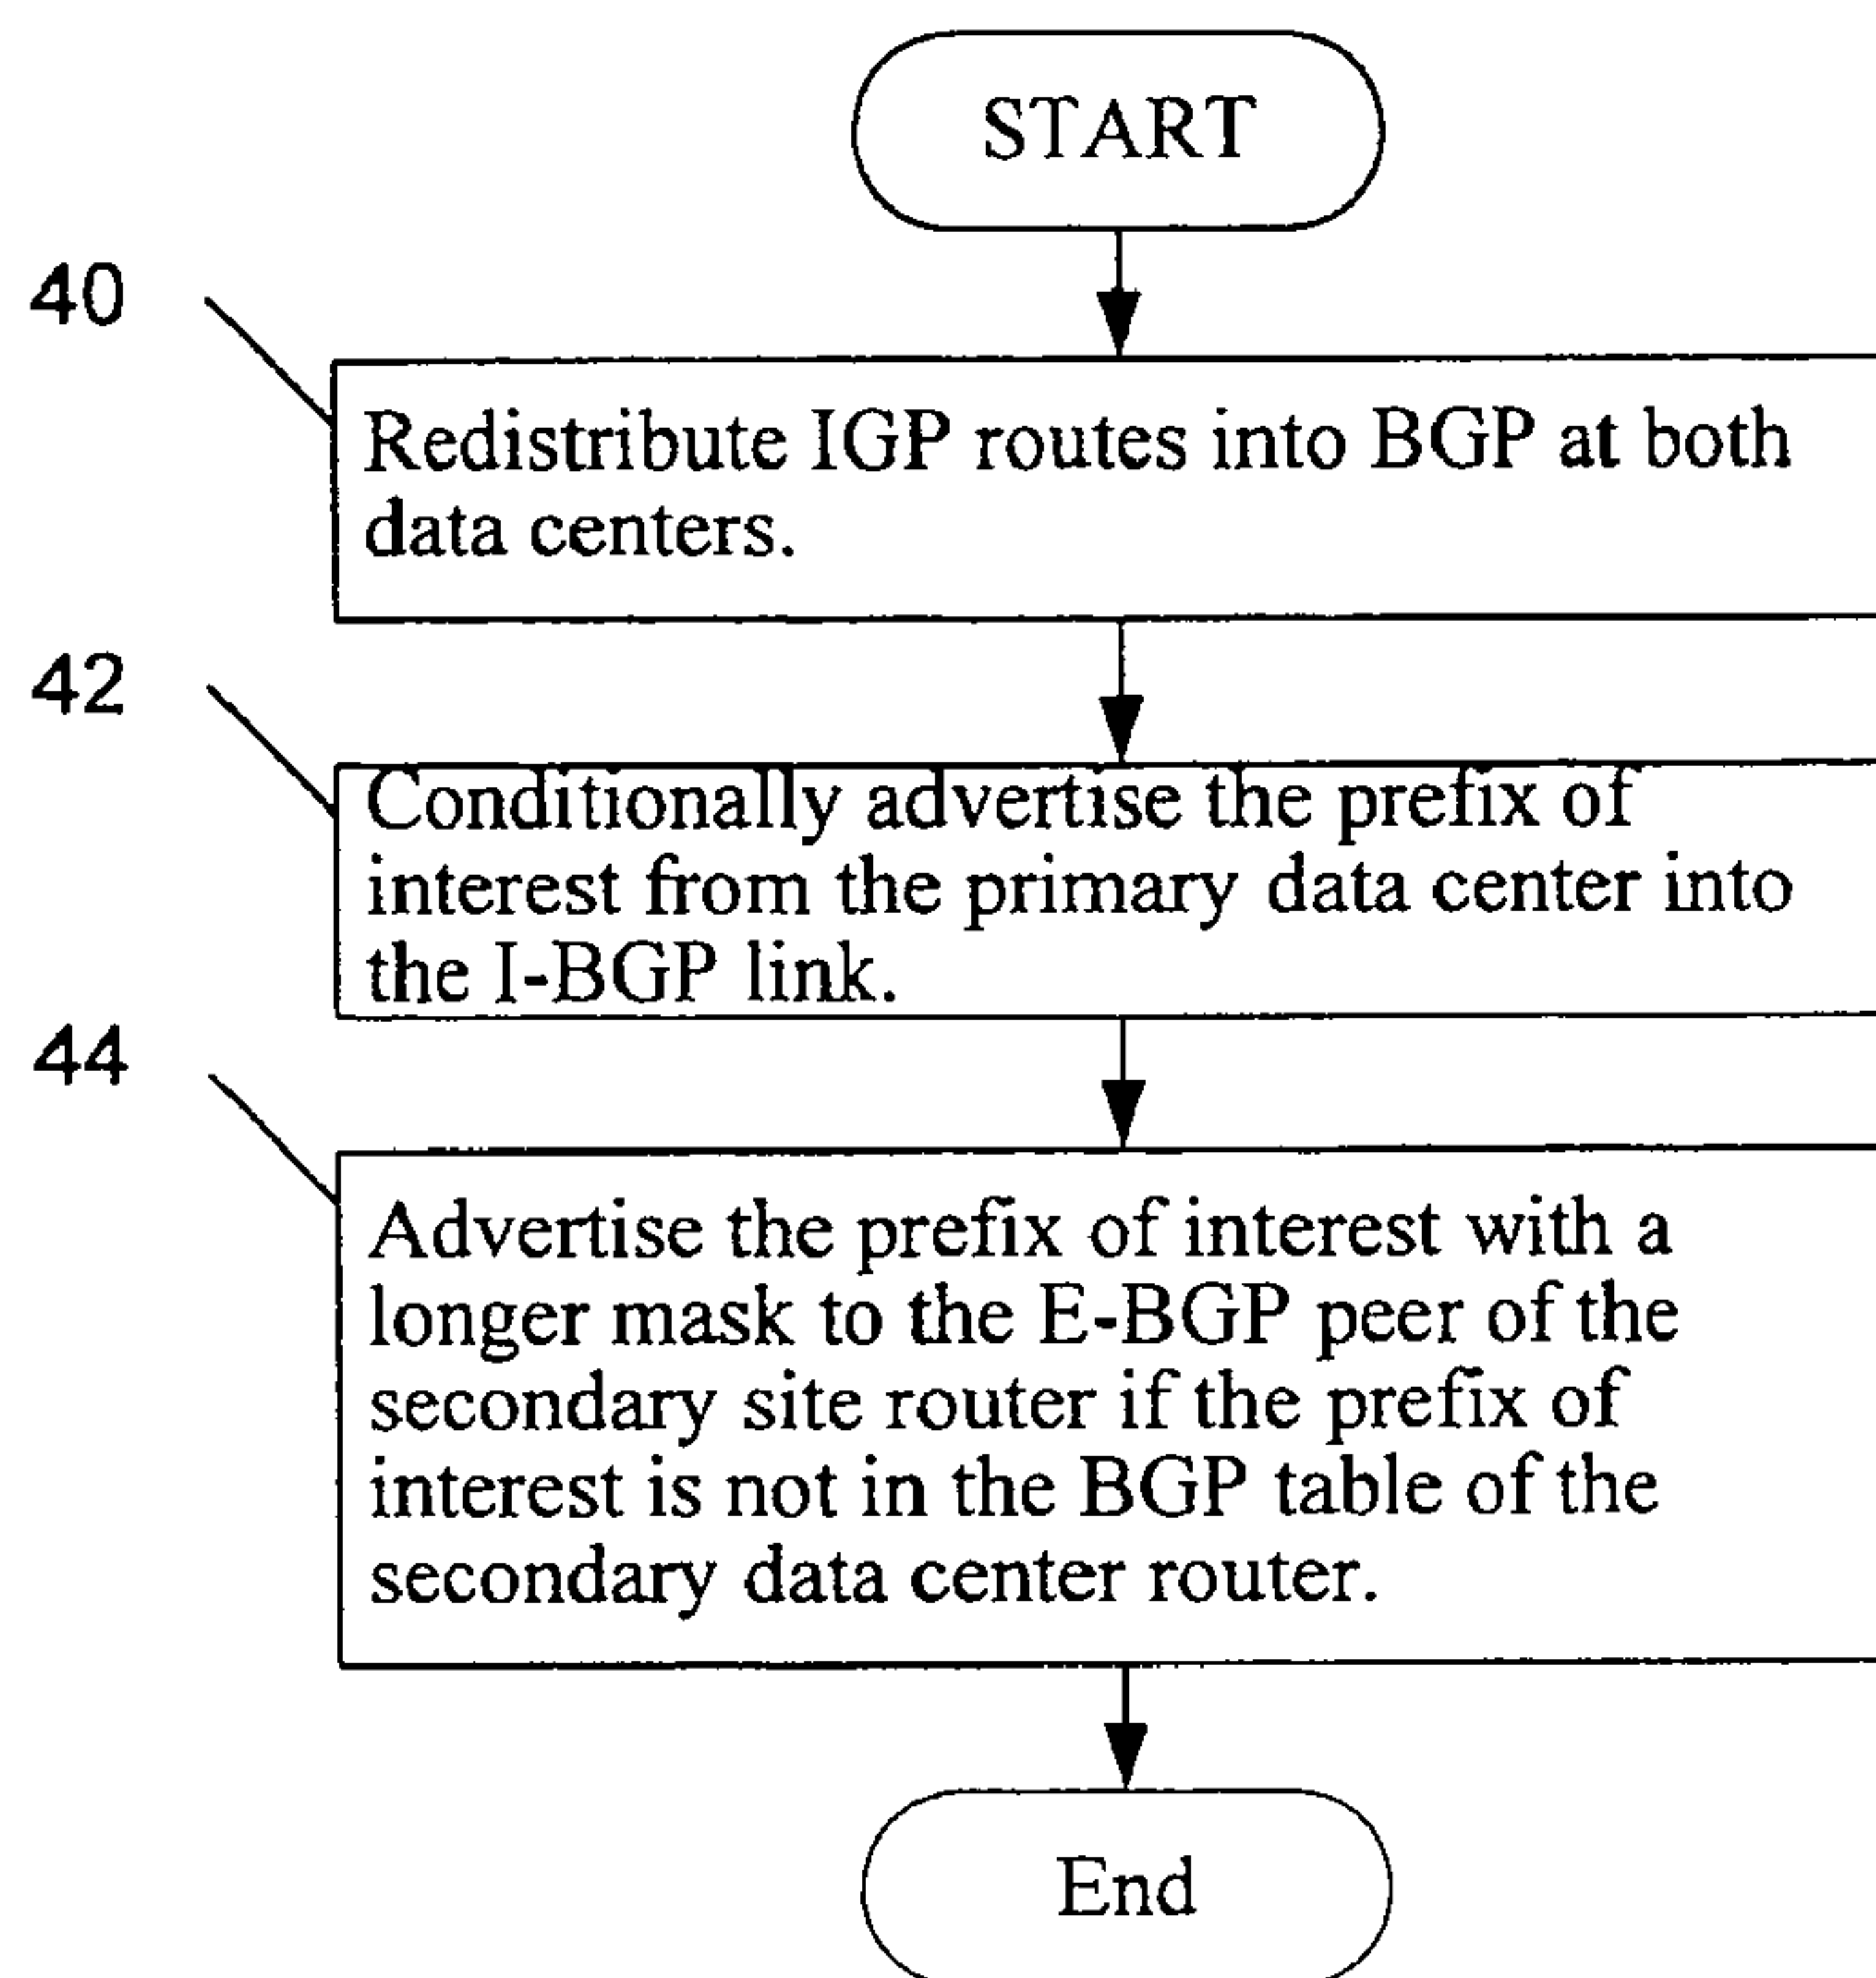 START
40
Redistribute IGP routes into BGP at both
data centers.
42
Conditionally advertise the prefix of
interest from the primary data center into
the I-BGP link.
44
Advertise the prefix of interest with a
longer mask to the E-BGP peer of the
secondary site router if the prefix of
interest is not in the BGP table of the
secondary data center router.
End